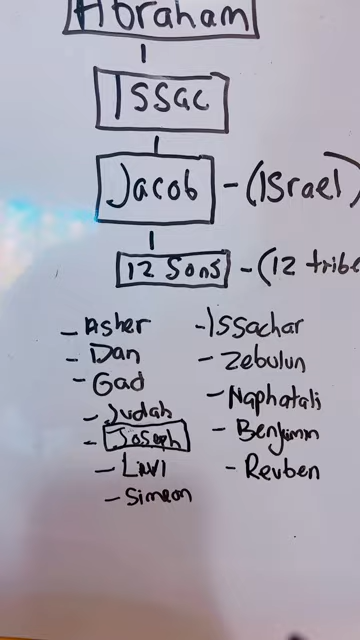 Abraham
Issac
Jacob - (Israel)
12 Sons - (12 tribe
- Asher
- Dan
- Gad
- Judah
- Joseph
- Levi
- Simeon
- Issachar
- Zebulun
- Naphatali
- Benjamin
- Reuben